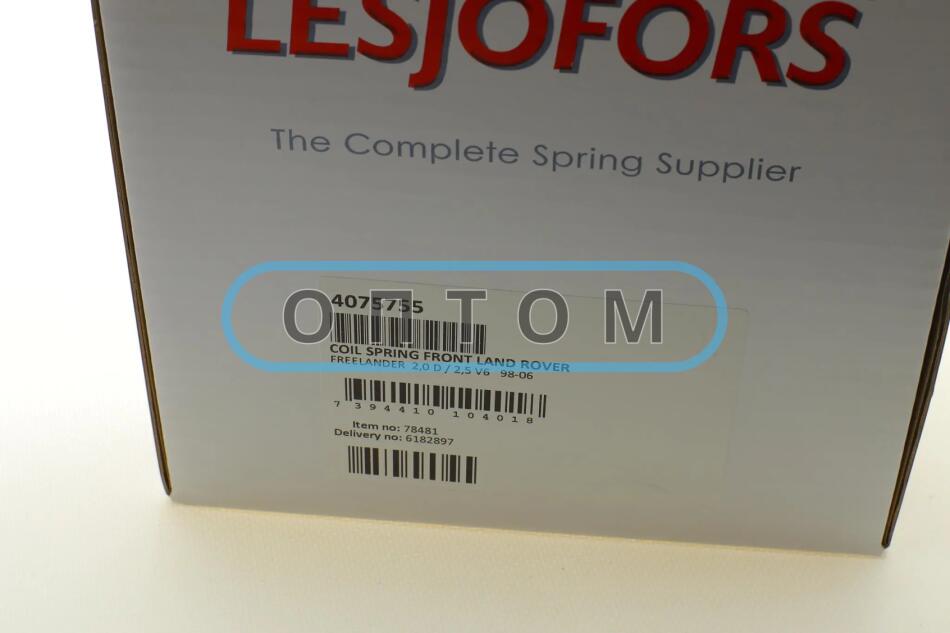 LESJOFORS
The Complete Spring Supplier
4075755
ОПТОМ
COIL SPRING FRONT LAND ROVER
FREELANDER 2,0 D / 2,5 V6 98-06
7 394410 104018
Item no: 78481
Delivery no: 6182897